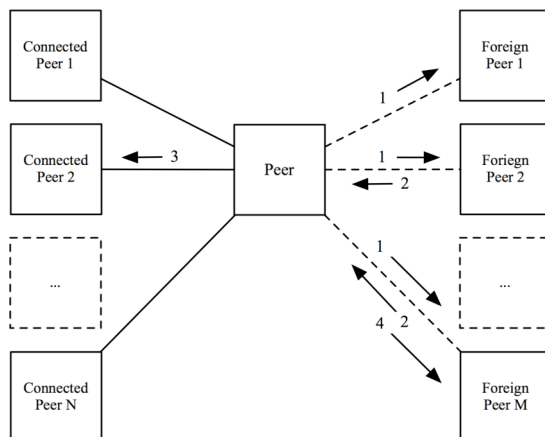 Connected
Peer 1
Foreign
Peer 1
1
Connected
Peer 2
3
Peer
1
2
Foriegn
Peer 2
...
1
4
2
...
Connected
Peer N
Foreign
Peer M